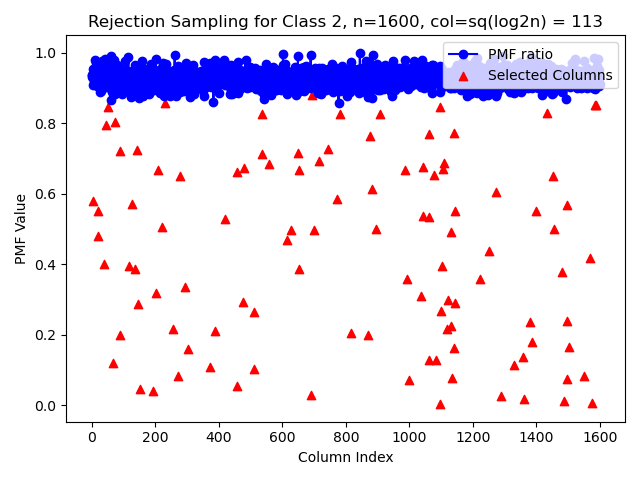 Rejection Sampling for Class 2, n=1600, col=sq(log2n) = 113
PMF ratio
Selected Columns
PMF Value
1.0
0.8
0.6
0.4
0.2
0.0
0 200 400 600 800 1000 1200 1400 1600
Column Index